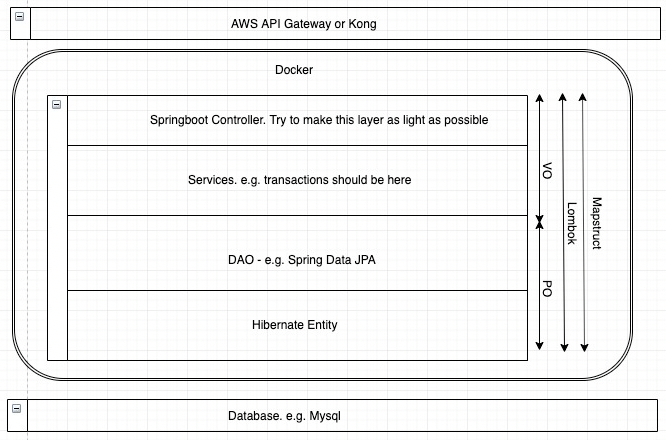 AWS API Gateway or Kong
Docker
Springboot Controller. Try to make this layer as light as possible
Services. e.g. transactions should be here
DAO - e.g. Spring Data JPA
Hibernate Entity
VO
PO
Lombok
Mapstruct
Database. e.g. Mysql